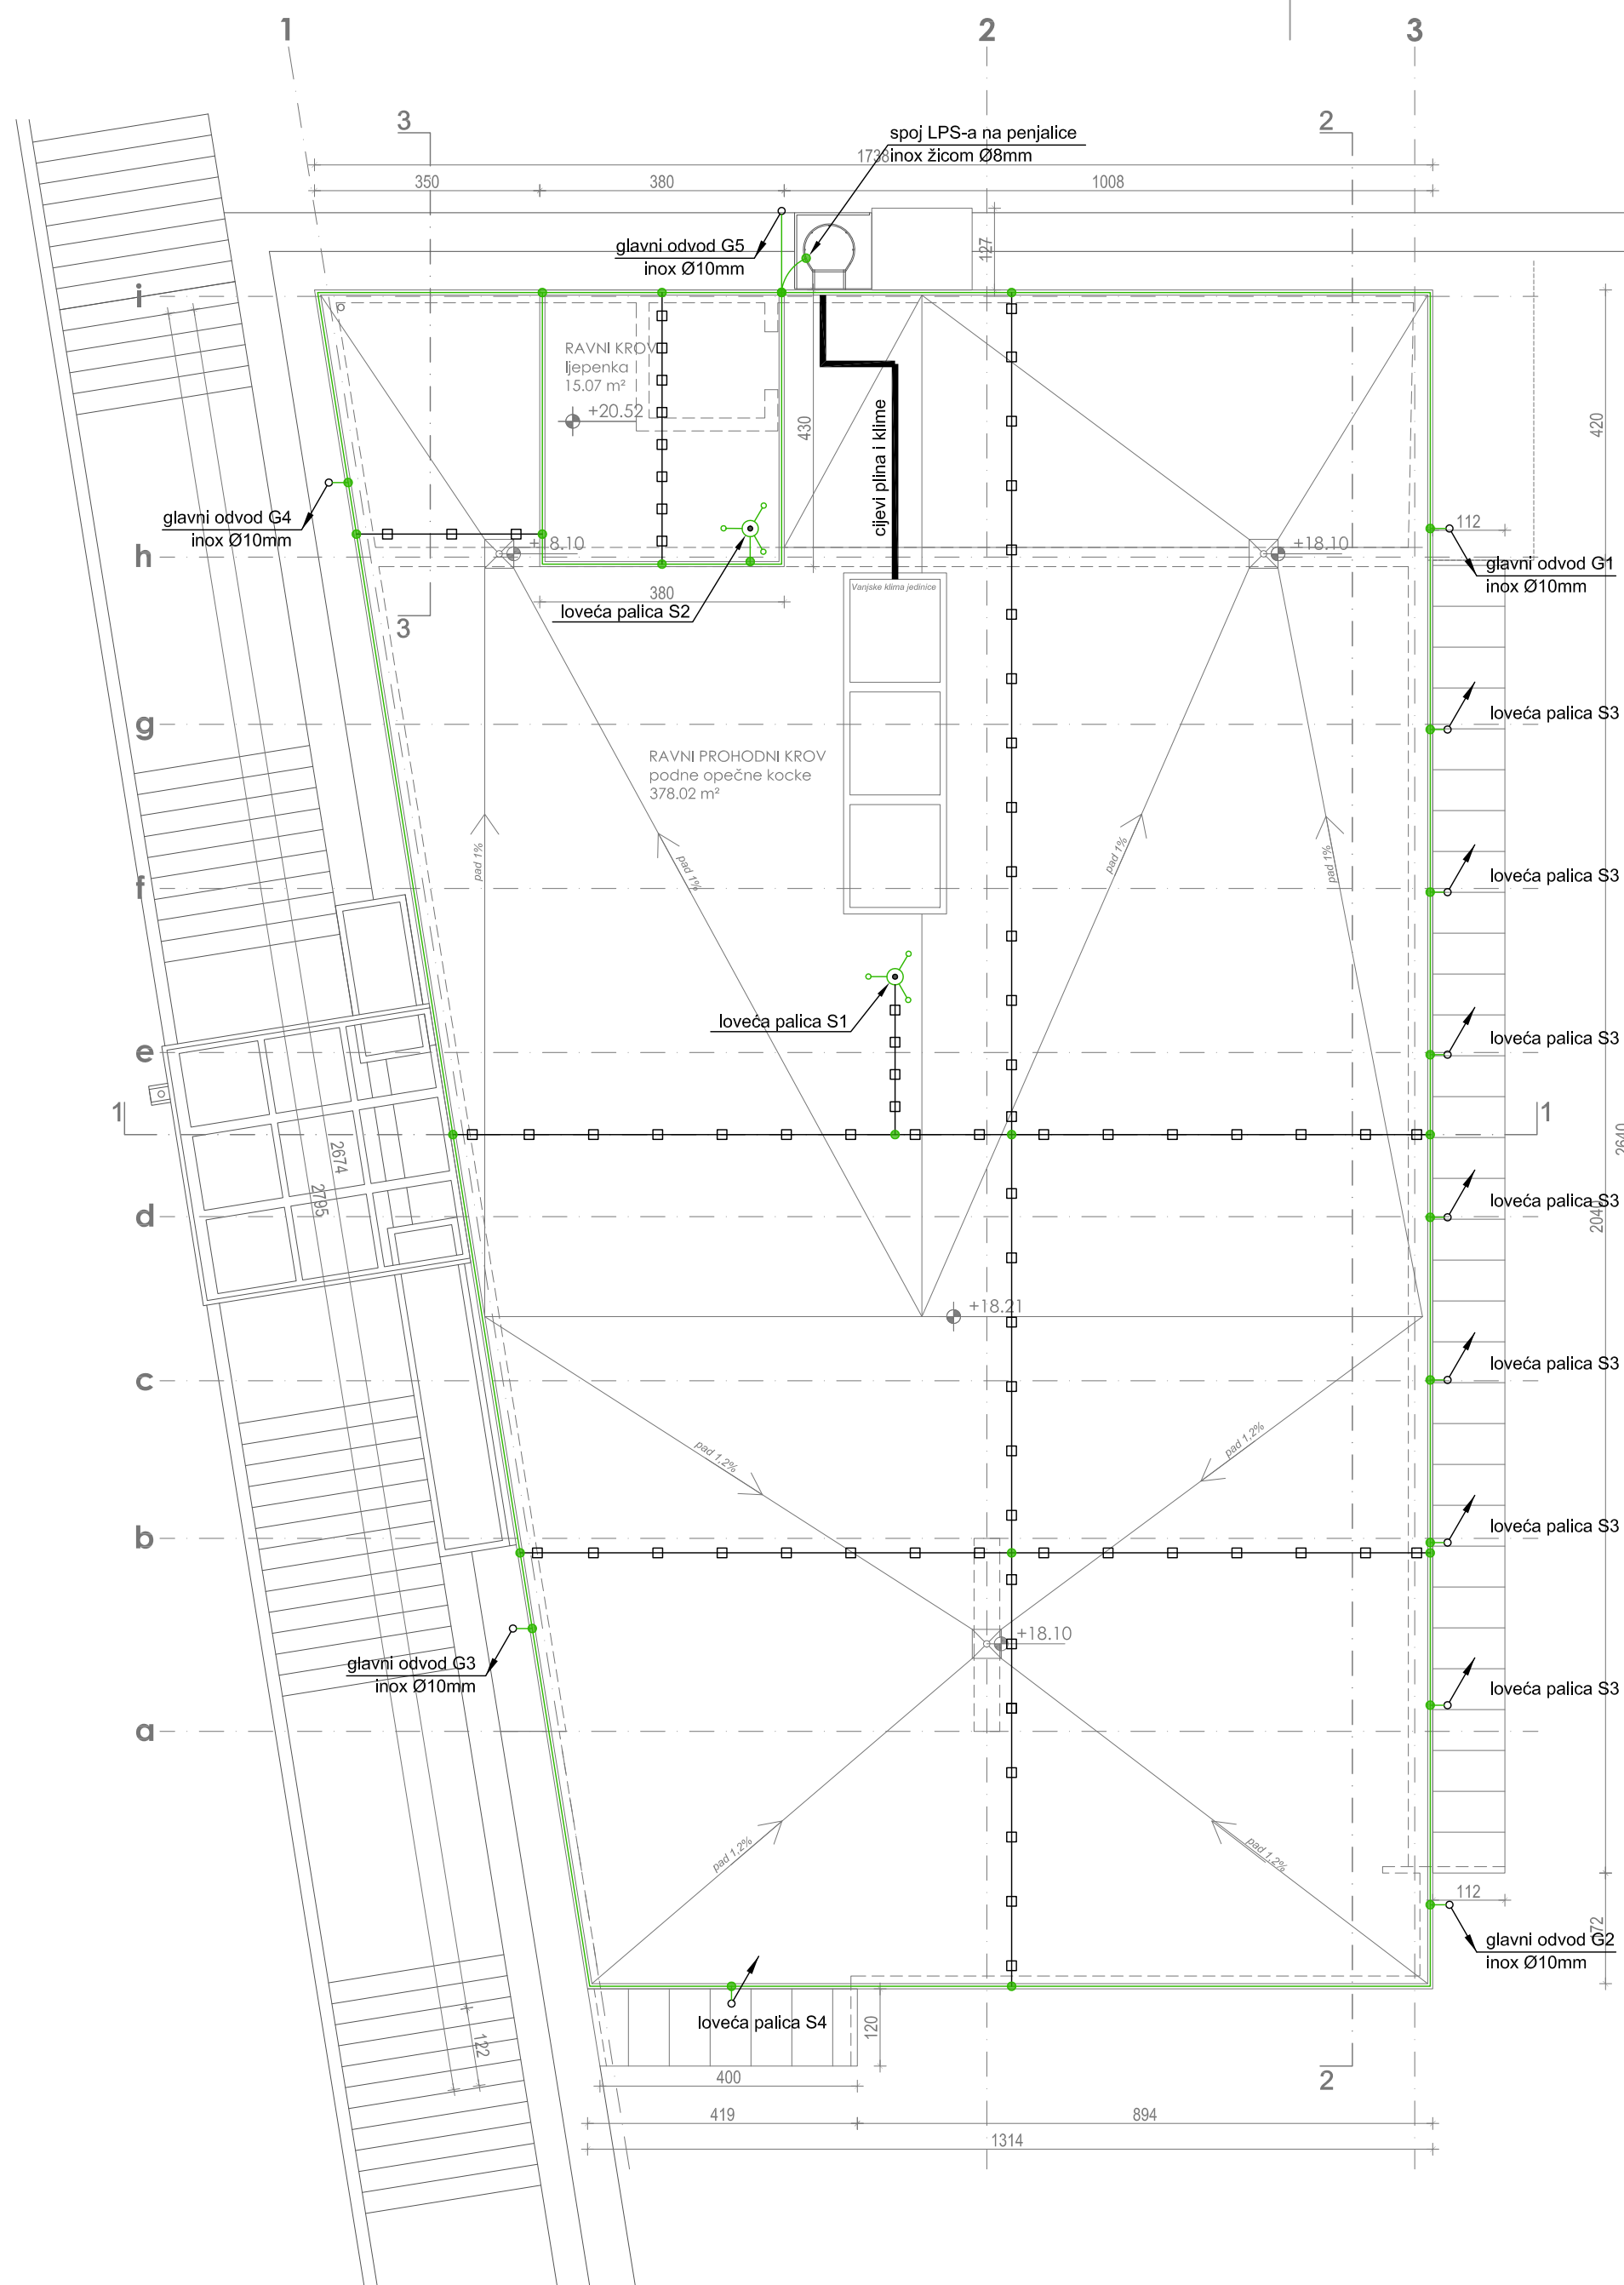 1
2
3
3
2
spoj LPS-a na penjalice
inox žicom Ø8mm
1738
350
380
1008
glavni odvod G5
inox Ø10mm
127
i
RAVNI KROV
ljepenka
15.07 m²
+20.52
430
cijevi plina i klime
420
glavni odvod G4
inox Ø10mm
112
h
+18.10
+18.10
glavni odvod G1
inox Ø10mm
Vanjske klima jedinice
380
loveća palica S2
3
g
loveća palica S3
RAVNI PROHODNI KROV
podne opečne kocke
378.02 m²
pad 1%
pad 1%
pad 1%
pad 1%
f
loveća palica S3
loveća palica S1
e
loveća palica S3
1
1
2640
2674
2795
d
loveća palica S3
2040
+18.21
c
loveća palica S3
pad 1,2%
pad 1,2%
b
loveća palica S3
+18.10
glavni odvod G3
inox Ø10mm
loveća palica S3
a
pad 1,2%
pad 1,2%
112
172
glavni odvod G2
inox Ø10mm
loveća palica S4
120
122
400
2
419
894
1314